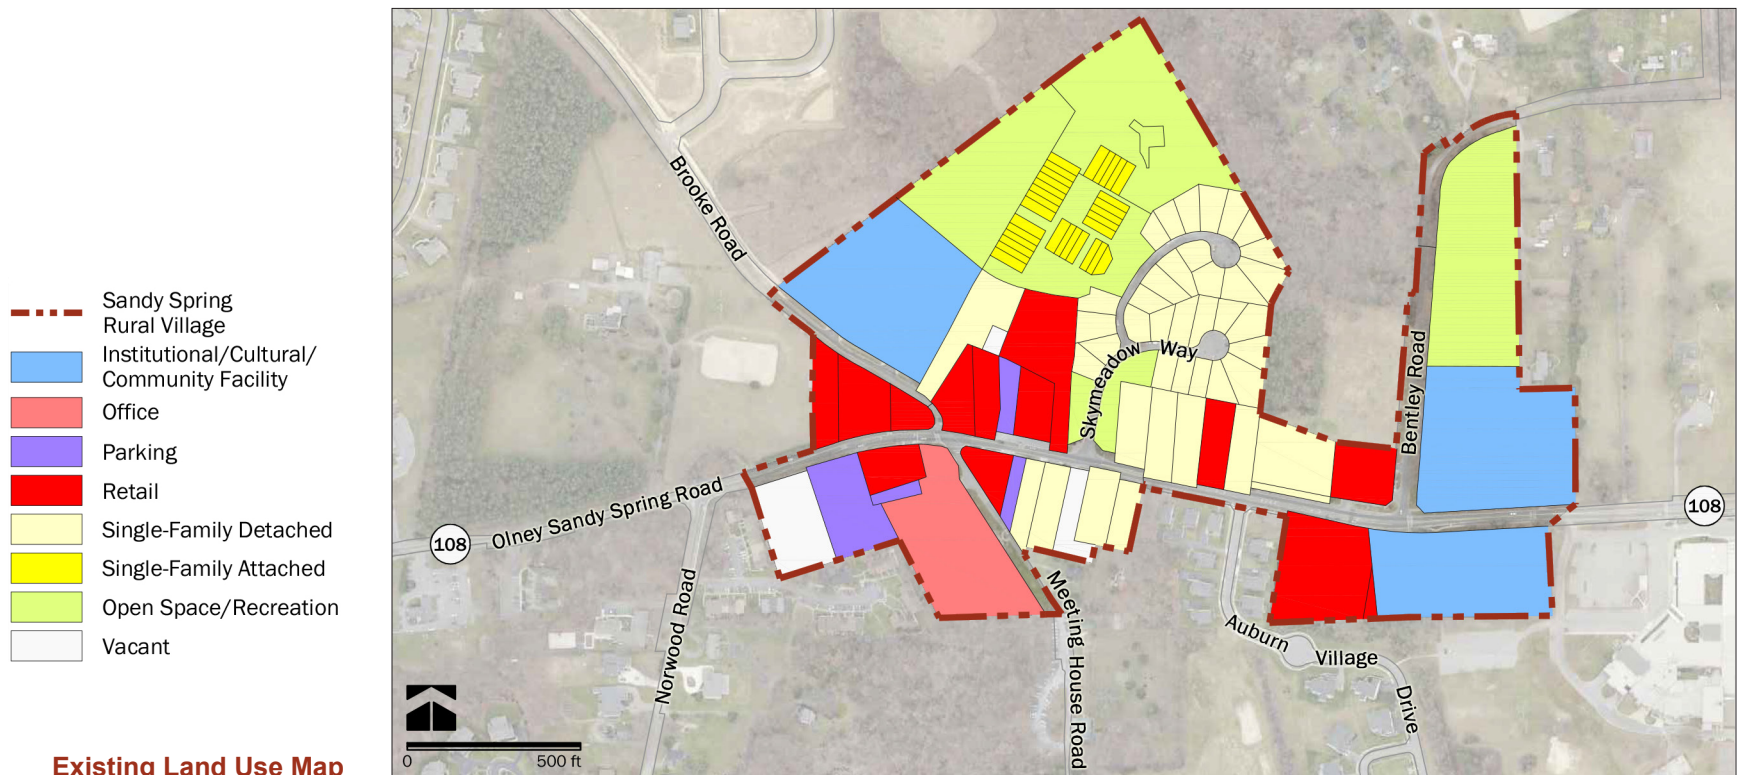 Sandy Spring
Rural Village
Institutional/Cultural/
Community Facility
Office
Parking
Retail
Single-Family Detached
Single-Family Attached
Open Space/Recreation
Vacant
Existing Land Use Map
Brooke Road
Skymeadow Way
Bentley Road
108
Olney Sandy Spring Road
108
Norwood Road
Meeting House Road
Auburn Village Drive
0 500 ft